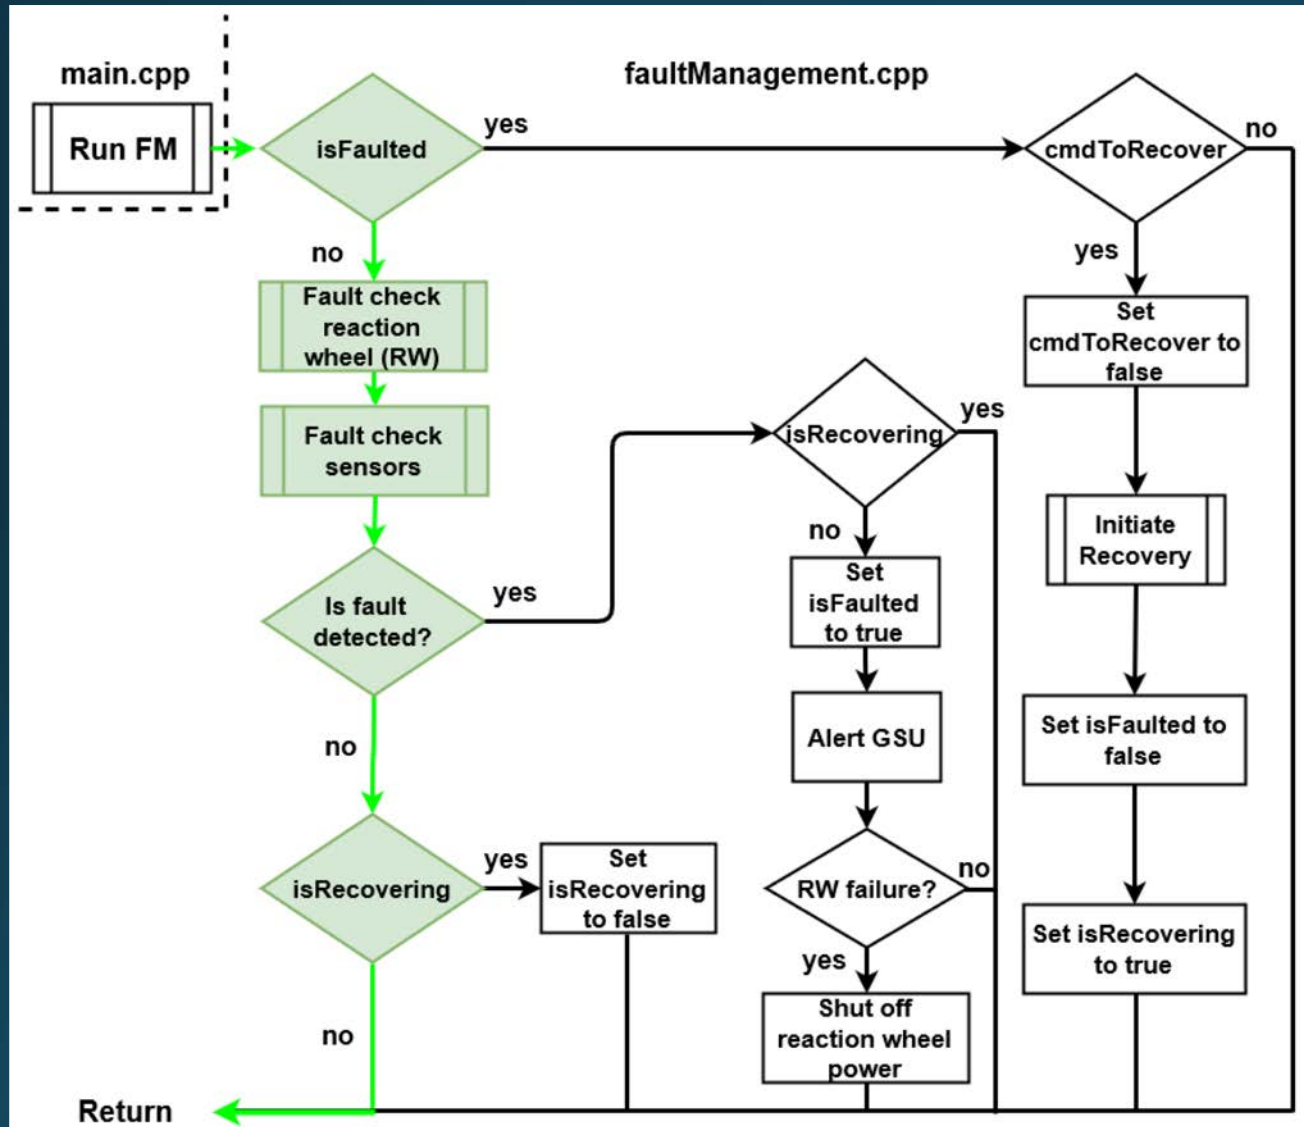 main.cpp
faultManagement.cpp
Run FM
isFaulted
yes
cmdToRecover
no
no
yes
Fault check
reaction
wheel (RW)
Set
cmdToRecover to
false
Fault check
sensors
isRecovering
yes
Initiate
Recovery
no
Is fault
detected?
yes
Set
isFaulted
to true
Alert GSU
Set isFaulted to
false
no
isRecovering
yes
Set
isRecovering
to false
RW failure?
no
Set isRecovering
to true
yes
Shut off
reaction wheel
power
no
Return